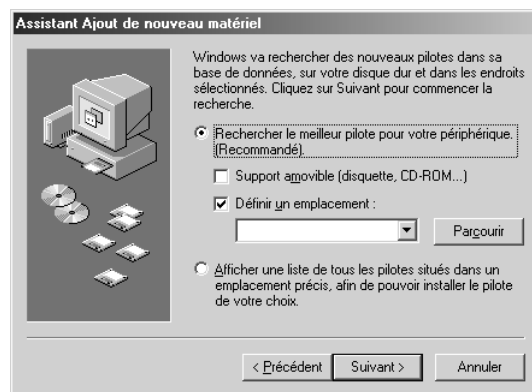 Assistant Ajout de nouveau matériel
Windows va rechercher des nouveaux pilotes dans sa
base de données, sur votre disque dur et dans les endroits
sélectionnés. Cliquez sur Suivant pour commencer la
recherche.
Rechercher le meilleur pilote pour votre périphérique.
(Recommandé).
Support amovible (disquette, CD-ROM...)
Définir un emplacement :
Parcourir
Afficher une liste de tous les pilotes situés dans un
emplacement précis, afin de pouvoir installer le pilote
de votre choix.
< Précédent
Suivant >
Annuler